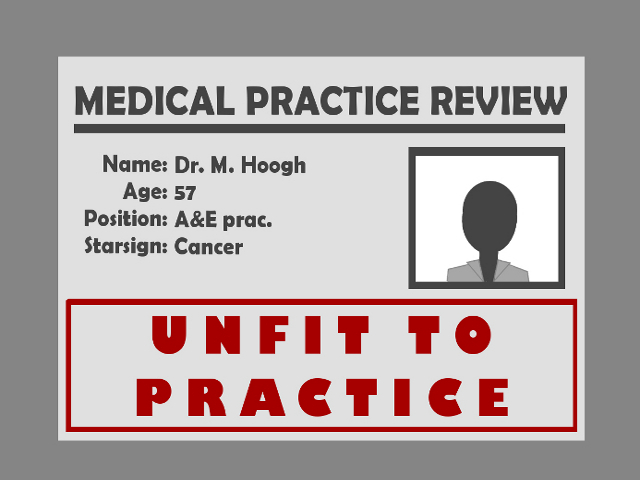 MEDICAL PRACTICE REVIEW
Name: Dr. M. Hoogh
Age: 57
Position: A&E prac.
Starsign: Cancer
UNFIT TO
PRACTICE